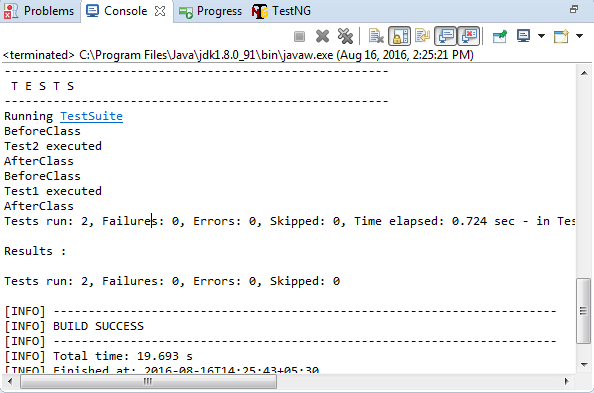 Problems Console Progress TestNG
<terminated> C:\Program Files\Java\jdk1.8.0_91\bin\javaw.exe (Aug 16, 2016, 2:25:21 PM)
-------------------------------------------------------
T E S T S
-------------------------------------------------------
Running TestSuite
BeforeClass
Test2 executed
AfterClass
BeforeClass
Test1 executed
AfterClass
Tests run: 2, Failures: 0, Errors: 0, Skipped: 0, Time elapsed: 0.724 sec - in Tes
Results :
Tests run: 2, Failures: 0, Errors: 0, Skipped: 0
[INFO] ------------------------------------------------------------------------
[INFO] BUILD SUCCESS
[INFO] ------------------------------------------------------------------------
[INFO] Total time: 19.693 s
[INFO] Finished at: 2016-08-16T14:25:43+05:30